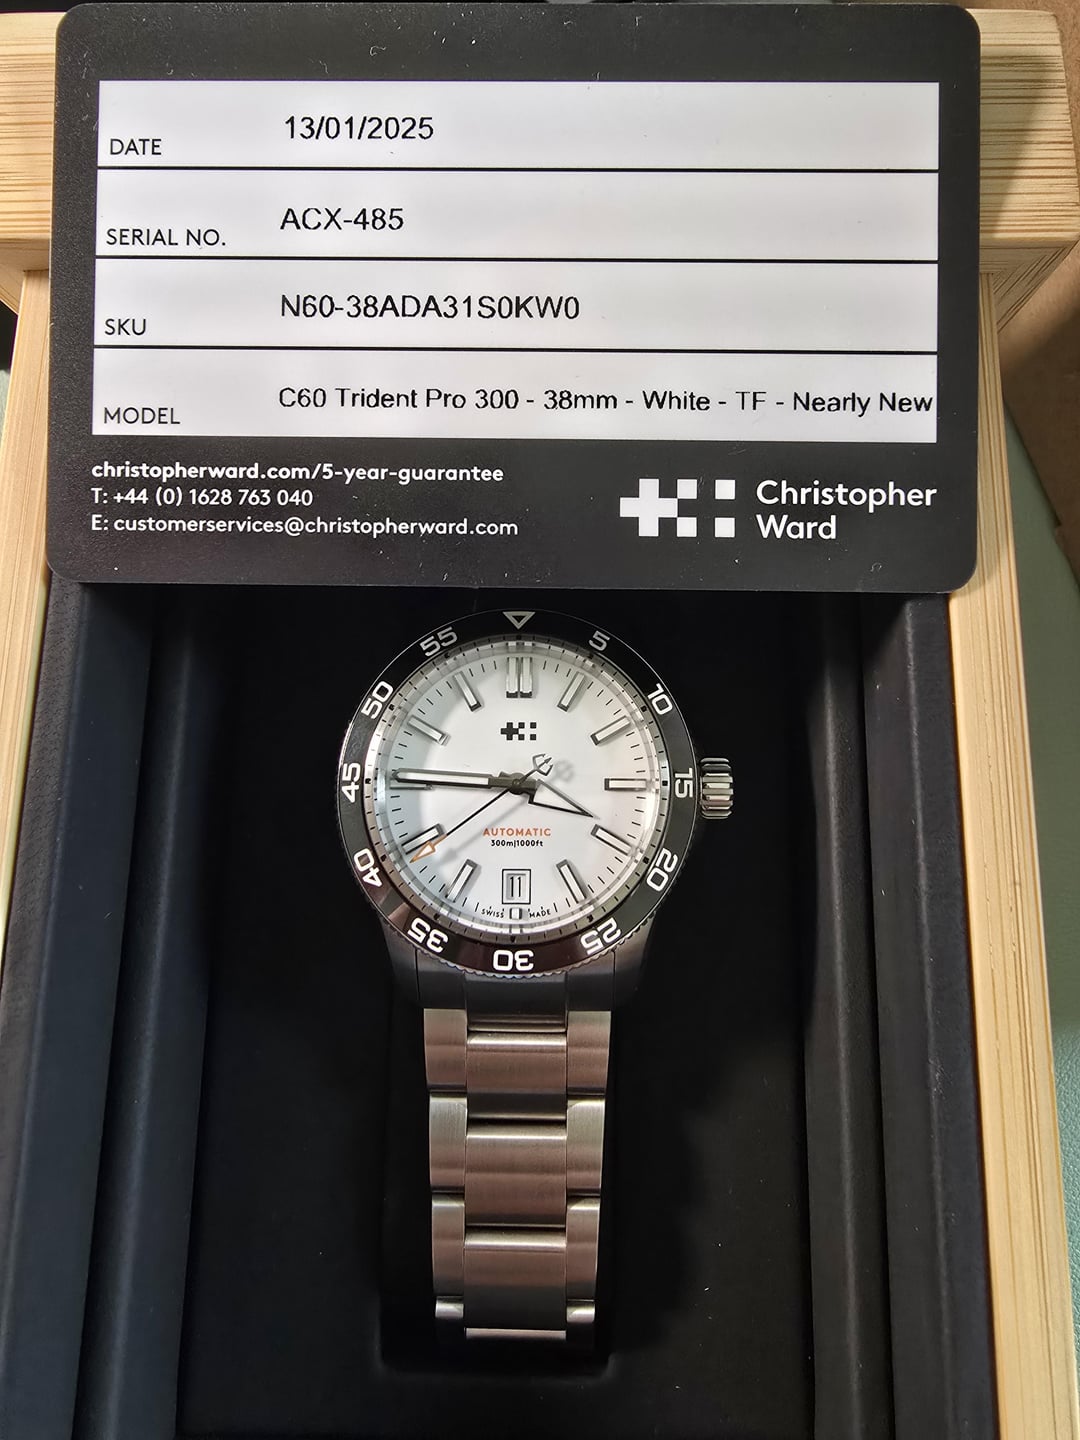 DATE 13/01/2025
SERIAL NO. ACX-485
SKU N60-38ADA31S0KW0
MODEL C60 Trident Pro 300 - 38mm - White - TF - Nearly New
christopherward.com/5-year-guarantee
T: +44 (0) 1628 763 040
E: customerservices@christopherward.com
Christopher
Ward
5
10
15
20
25
30
35
40
45
50
55
AUTOMATIC
300m|1000ft
11
SWISS MADE